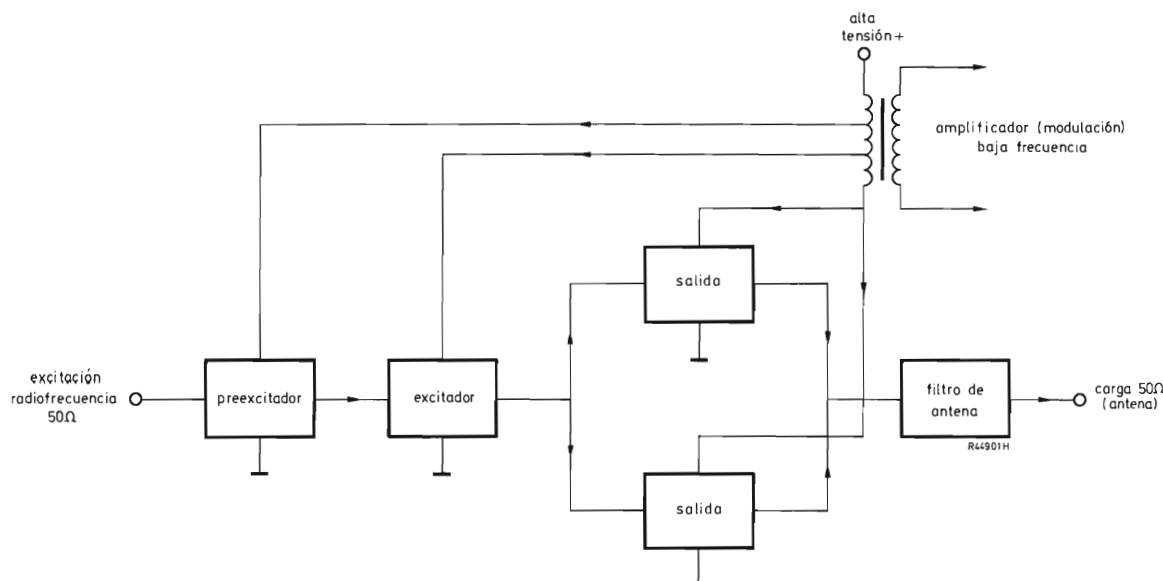 alta
tensión+
amplificador (modulación)
baja frecuencia
salida
excitación
radiofrecuencia
50Ω
preexcitador
excitador
filtro de
antena
R44901H
carga 50Ω
(antena)
salida